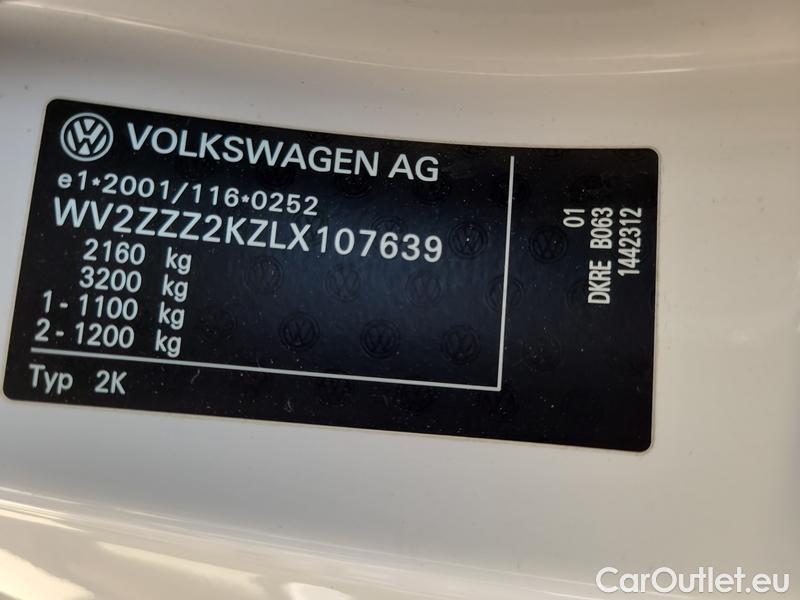 VOLKSWAGEN AG
e1*2001/116*0252
WV2ZZZ2KZLX107639
2160 kg
3200 kg
1 - 1100 kg
2 - 1200 kg
Typ 2K
01
DKRE B063
1442312
CarOutlet.eu